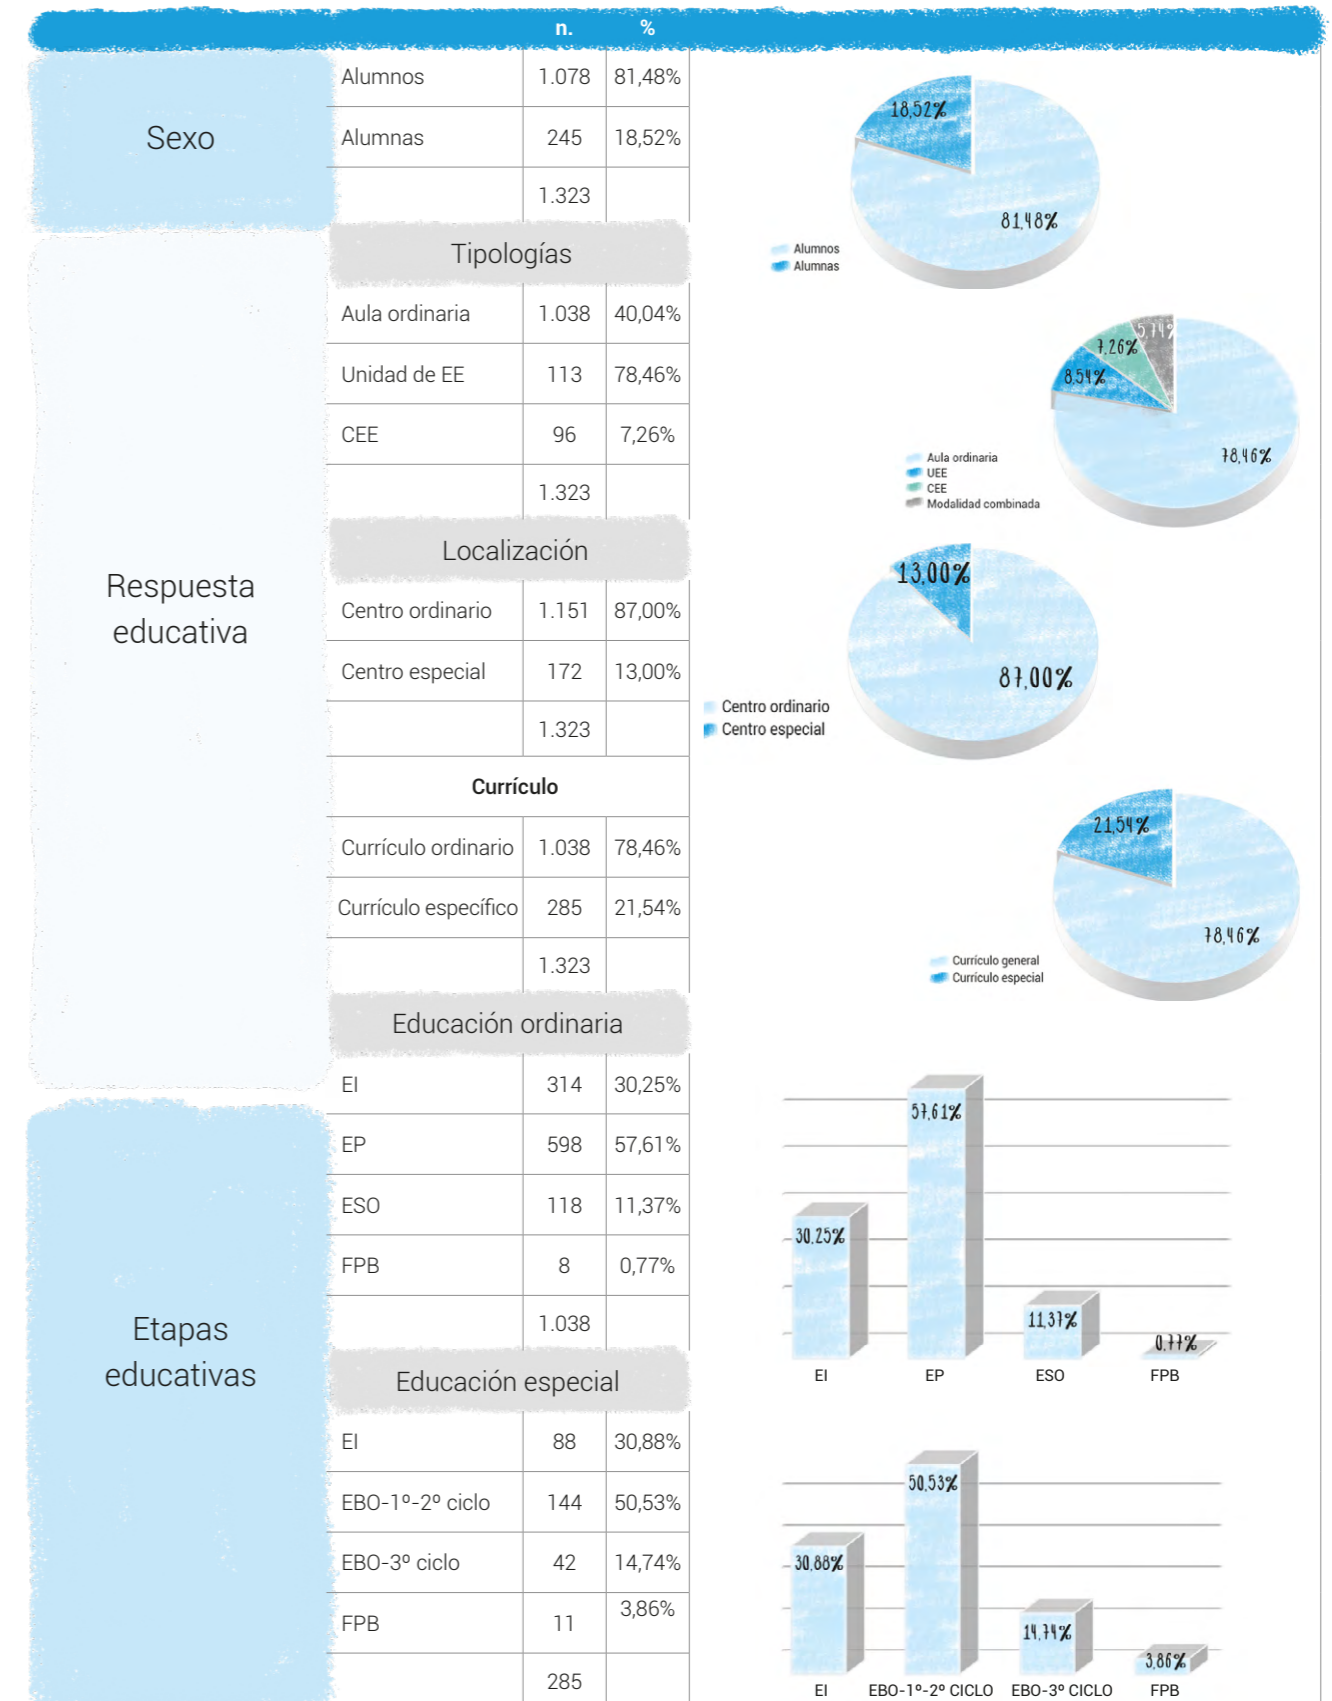 n. %
Sexo
Alumnos 1.078 81,48%
Alumnas 245 18,52%
1.323
18,52%
81,48%
Alumnos
Alumnas
Respuesta
educativa
Tipologías
Aula ordinaria 1.038 40,04%
Unidad de EE 113 78,46%
CEE 96 7,26%
1.323
5,74%
7,26%
8,54%
78,46%
Aula ordinaria
UEE
CEE
Modalidad combinada
Localización
Centro ordinario 1.151 87,00%
Centro especial 172 13,00%
1.323
13,00%
87,00%
Centro ordinario
Centro especial
Currículo
Currículo ordinario 1.038 78,46%
Currículo específico 285 21,54%
1.323
21,54%
78,46%
Currículo general
Currículo especial
Etapas
educativas
Educación ordinaria
EI 314 30,25%
EP 598 57,61%
ESO 118 11,37%
FPB 8 0,77%
1.038
57,61%
30,25%
11,37%
0,77%
EI EP ESO FPB
Educación especial
EI 88 30,88%
EBO-1º-2º ciclo 144 50,53%
EBO-3º ciclo 42 14,74%
FPB 11 3,86%
285
50,53%
30,88%
14,74%
3,86%
EI EBO-1º-2º CICLO EBO-3º CICLO FPB